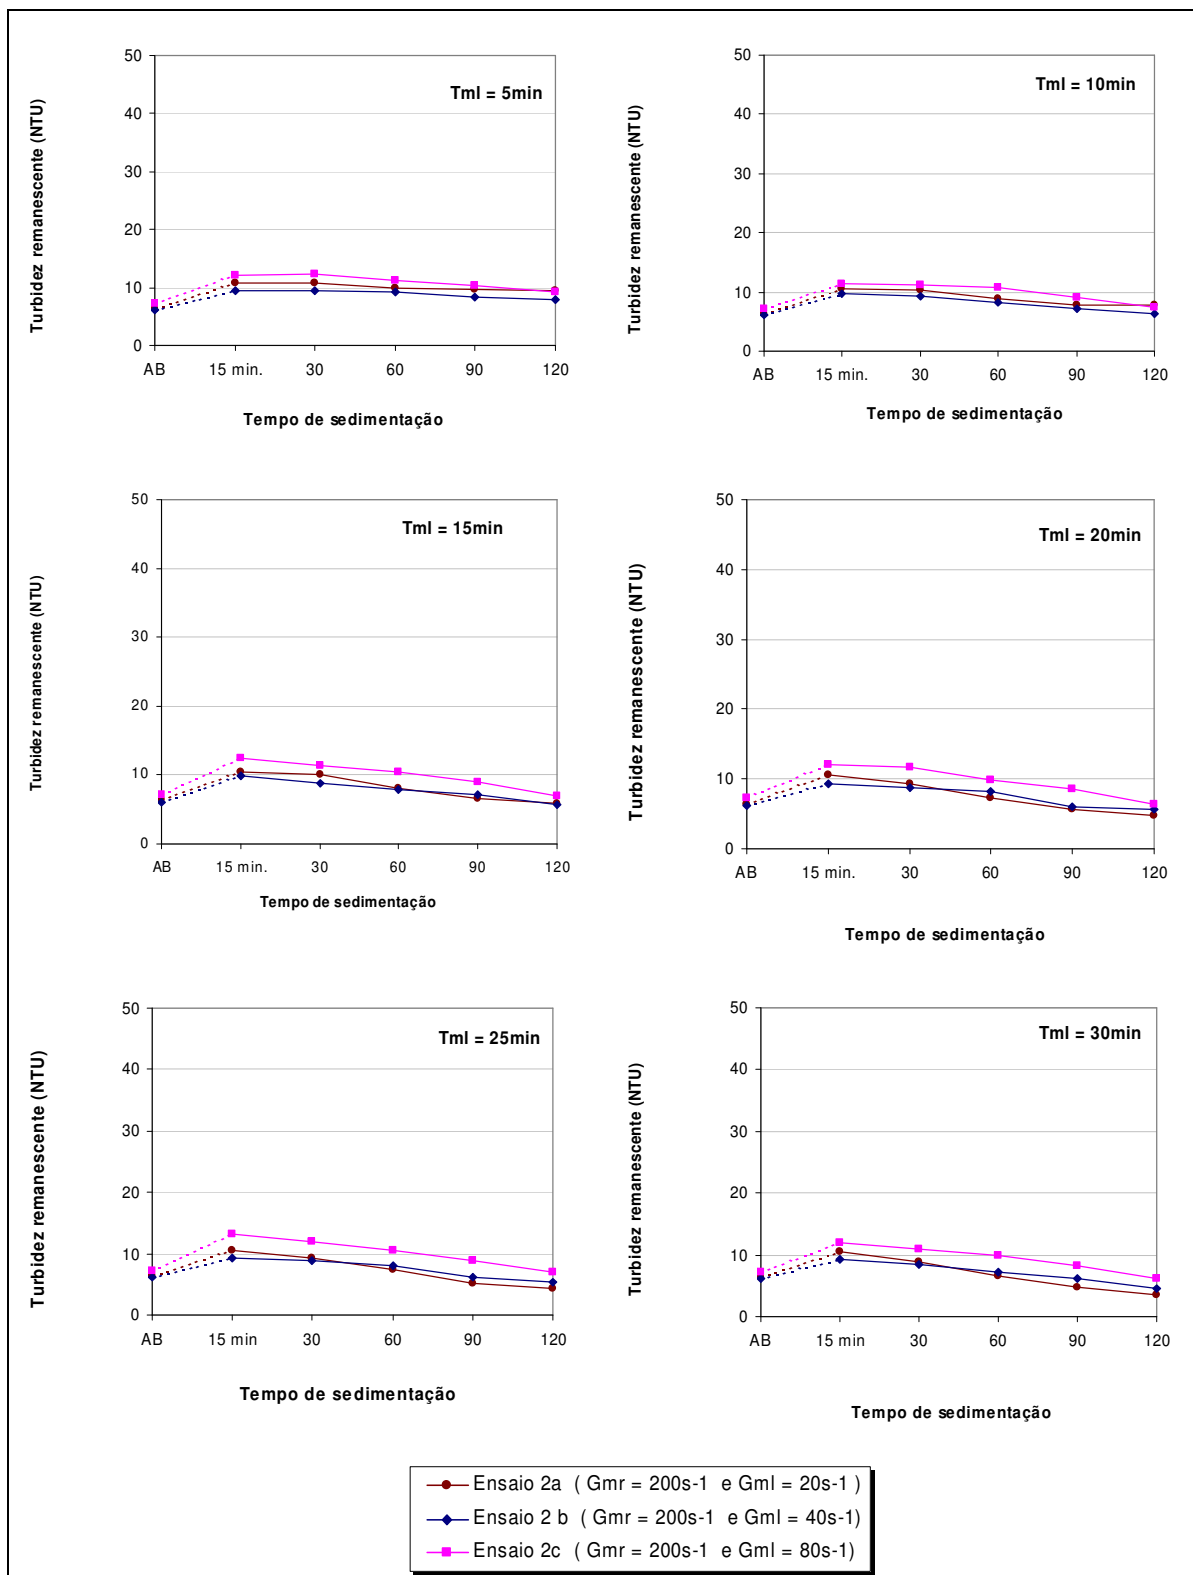 Turbidez remanescente (NTU)
50
40
30
20
10
0
Tml = 5min
AB 15 min. 30 60 90 120
Tempo de sedimentação
Turbidez remanescente (NTU)
50
40
30
20
10
0
Tml = 10min
AB 15 min. 30 60 90 120
Tempo de sedimentação
Turbidez remanescente (NTU)
50
40
30
20
10
0
Tml = 15min
AB 15 min. 30 60 90 120
Tempo de sedimentação
Turbidez remanescente (NTU)
50
40
30
20
10
0
Tml = 20min
AB 15 min. 30 60 90 120
Tempo de sedimentação
Turbidez remanescente (NTU)
50
40
30
20
10
0
Tml = 25min
AB 15 min 30 60 90 120
Tempo de sedimentação
Turbidez remanescente (NTU)
50
40
30
20
10
0
Tml = 30min
AB 15 min 30 60 90 120
Tempo de sedimentação
Ensaio 2a ( Gmr = 200s-1 e Gml = 20s-1 )
Ensaio 2 b ( Gmr = 200s-1 e Gml = 40s-1)
Ensaio 2c ( Gmr = 200s-1 e Gml = 80s-1)